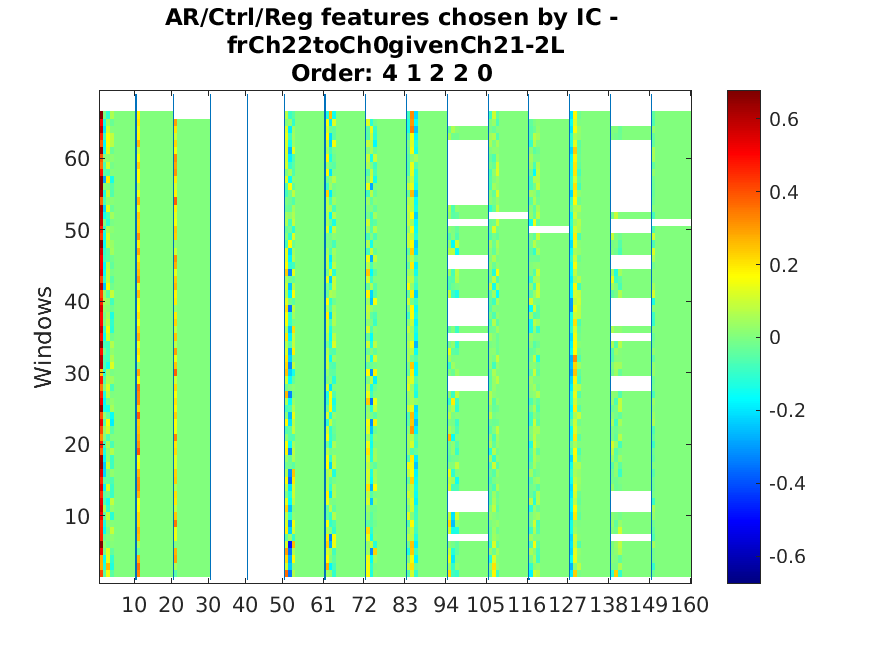 AR/Ctrl/Reg features chosen by IC -
frCh22toCh0givenCh21-2L
Order: 4 1 2 2 0
Windows
60
50
40
30
20
10
10 20 30 40 50 61 72 83 94 105 116 127 138 149 160
0.6
0.4
0.2
0
-0.2
-0.4
-0.6